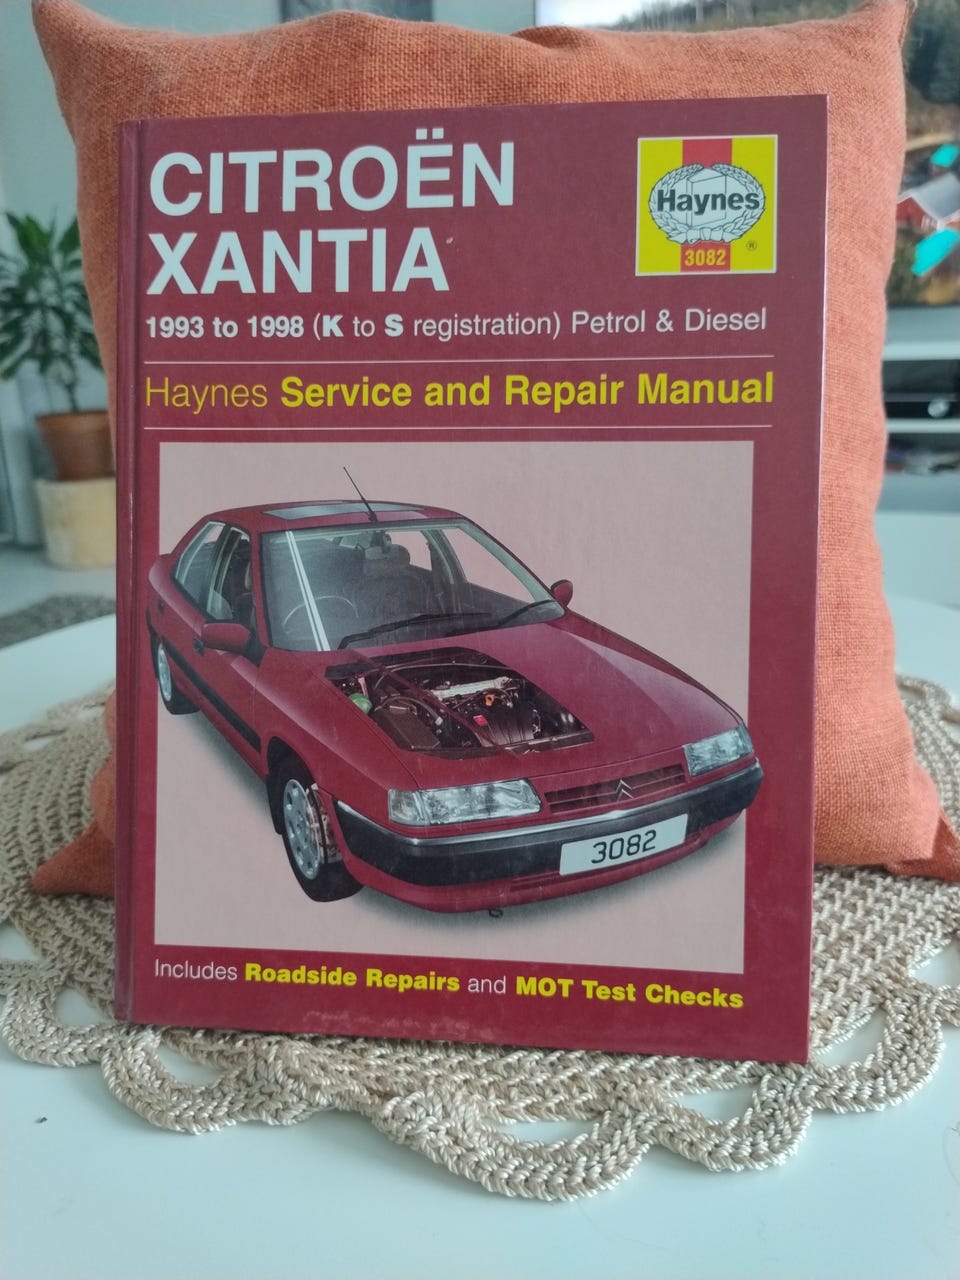 CITROËN
XANTIA
1993 to 1998 (K to S registration) Petrol & Diesel
Haynes Service and Repair Manual
Haynes
®
3082
3082
Includes Roadside Repairs and MOT Test Checks